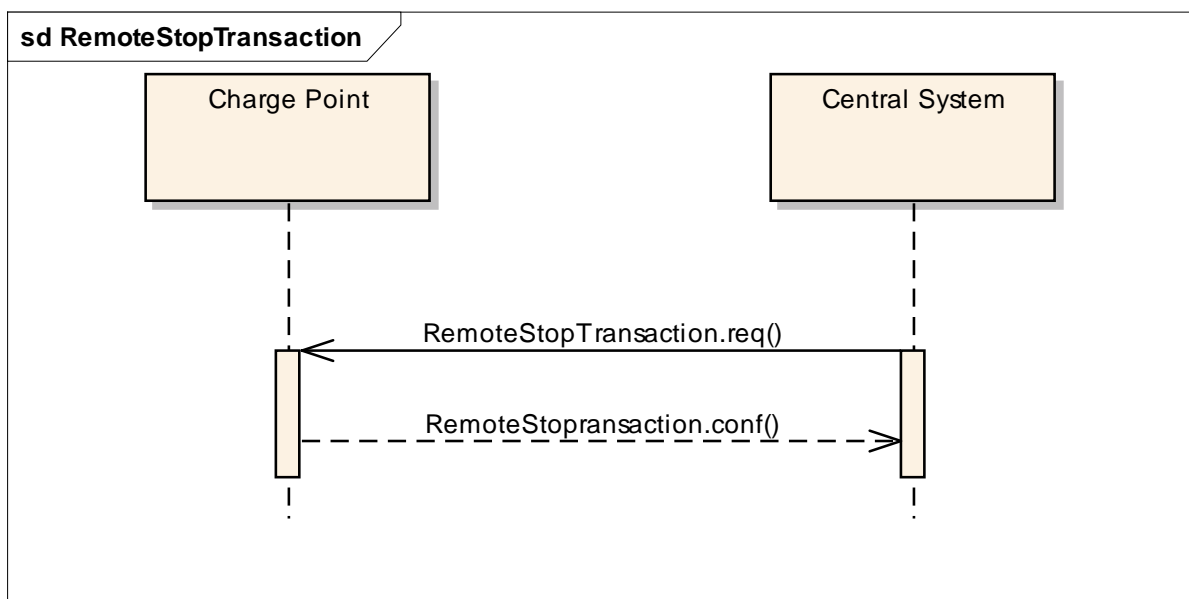 sd RemoteStopTransaction
Charge Point
Central System
RemoteStopTransaction.req()
RemoteStopransaction.conf()